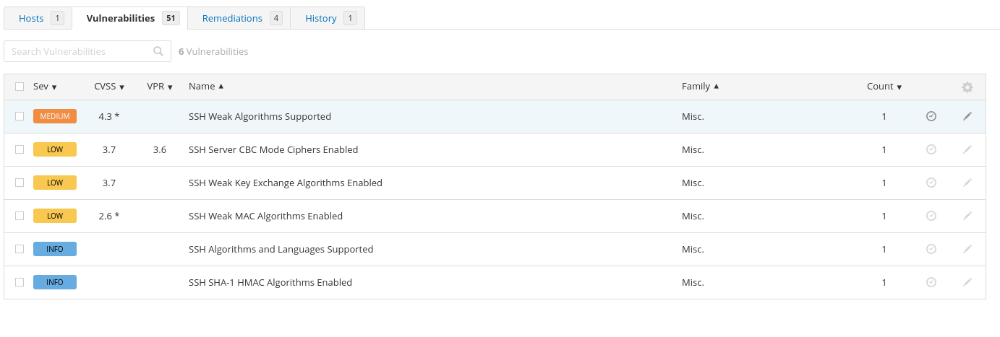 Hosts 1 Vulnerabilities 51 Remediations 4 History 1
Search Vulnerabilities 6 Vulnerabilities
Sev ▼ CVSS ▼ VPR ▼ Name ▲ Family ▲ Count ▼
MEDIUM 4.3 * SSH Weak Algorithms Supported Misc. 1
LOW 3.7 3.6 SSH Server CBC Mode Ciphers Enabled Misc. 1
LOW 3.7 SSH Weak Key Exchange Algorithms Enabled Misc. 1
LOW 2.6 * SSH Weak MAC Algorithms Enabled Misc. 1
INFO SSH Algorithms and Languages Supported Misc. 1
INFO SSH SHA-1 HMAC Algorithms Enabled Misc. 1